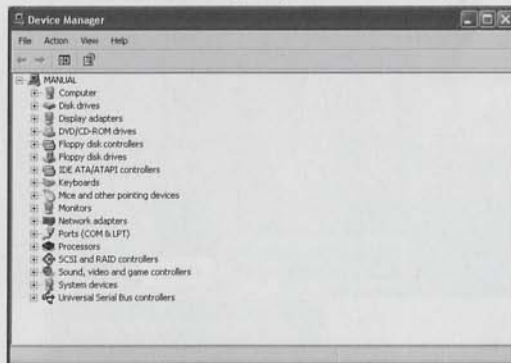 Device Manager
File Action View Help
MANUAL
Computer
Disk drives
Display adapters
DVD/CD-ROM drives
Floppy disk controllers
Floppy disk drives
IDE ATA/ATAPI controllers
Keyboards
Mice and other pointing devices
Monitors
Network adapters
Ports (COM & LPT)
Processors
SCSI and RAID controllers
Sound, video and game controllers
System devices
Universal Serial Bus controllers